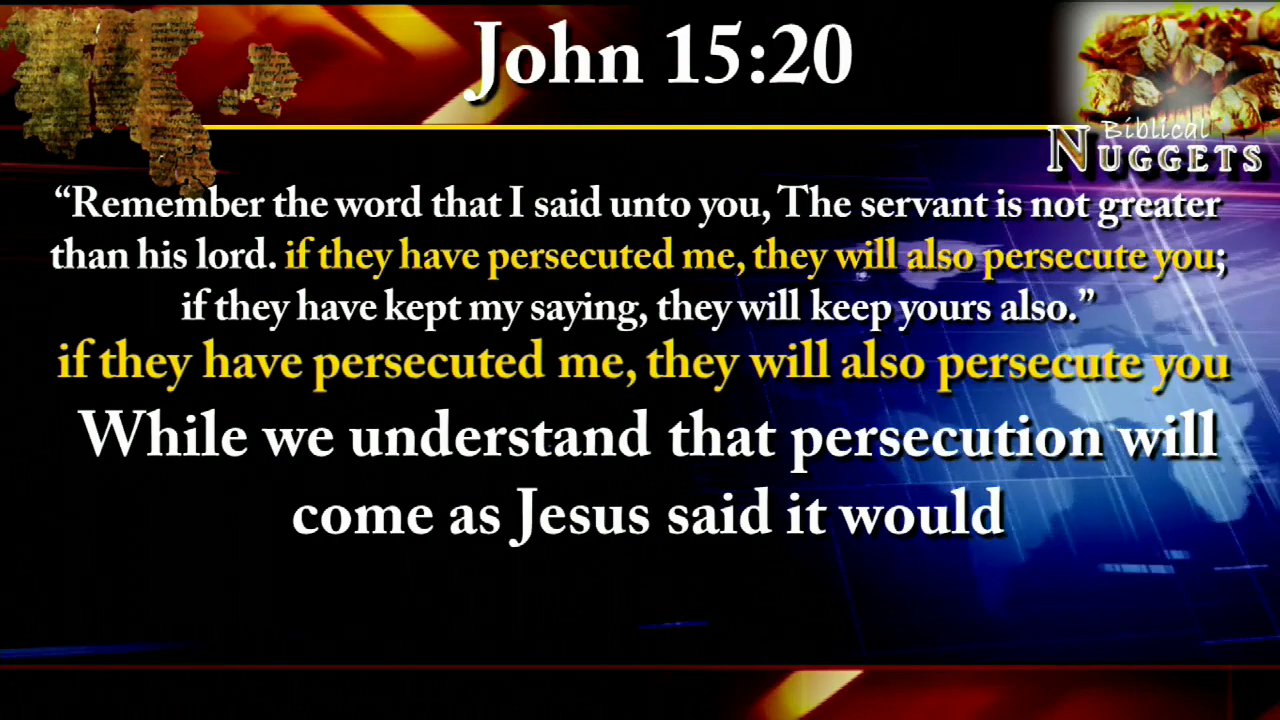 John 15:20
Biblical
NUGGETS
“Remember the word that I said unto you, The servant is not greater
than his lord. if they have persecuted me, they will also persecute you;
if they have kept my saying, they will keep yours also.”
if they have persecuted me, they will also persecute you
While we understand that persecution will
come as Jesus said it would